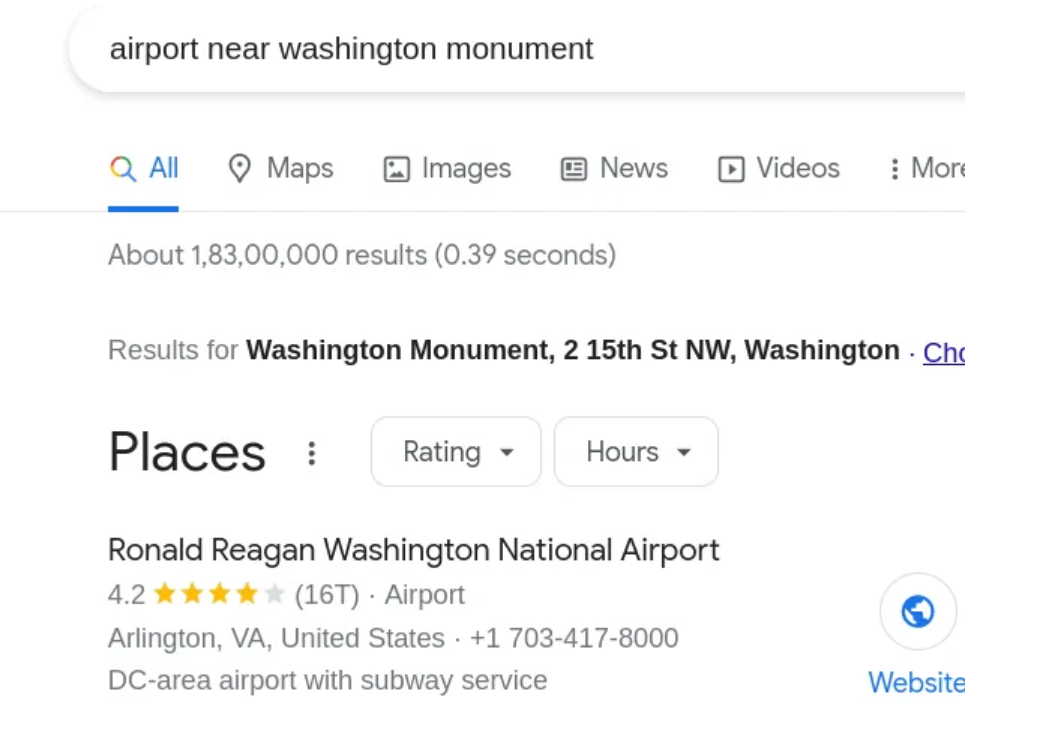 airport near washington monument
All Maps Images News Videos More
About 1,83,00,000 results (0.39 seconds)
Results for Washington Monument, 2 15th St NW, Washington ·
Places Rating Hours
Ronald Reagan Washington National Airport
4.2 (16T) · Airport
Arlington, VA, United States · +1 703-417-8000
DC-area airport with subway service
Website